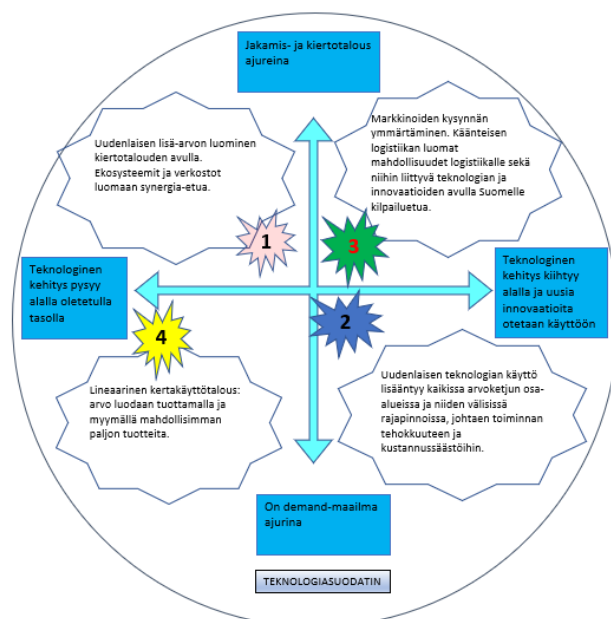 Jakamis- ja kiertotalous
ajureina
Uudenlaisen lisä-arvon luominen
kiertotalouden avulla.
Ekosysteemit ja verkostot
luomaan synergia-etua.
Markkinoiden kysynnän
ymmärtäminen. Käänteisen
logistiikan luomat
mahdollisuudet logistiikalle sekä
niihin liittyvä teknologian ja
innovaatioiden avulla Suomelle
kilpailuetua.
1
3
Teknologinen
kehitys pysyy
alalla oletetulla
tasolla
Teknologinen
kehitys kiihtyy
alalla ja uusia
innovaatioita
otetaan käyttöön
4
2
Lineaarinen kertakäyttötalous:
arvo luodaan tuottamalla ja
myymällä mahdollisimman
paljon tuotteita.
Uudenlaisen teknologian käyttö
lisääntyy kaikissa arvoketjun osa-
alueissa ja niiden välisissä
rajapinnoissa, johtaen toiminnan
tehokkuuteen ja
kustannussäästöihin.
On demand-maailma
ajurina
TEKNOLOGIASUODATIN